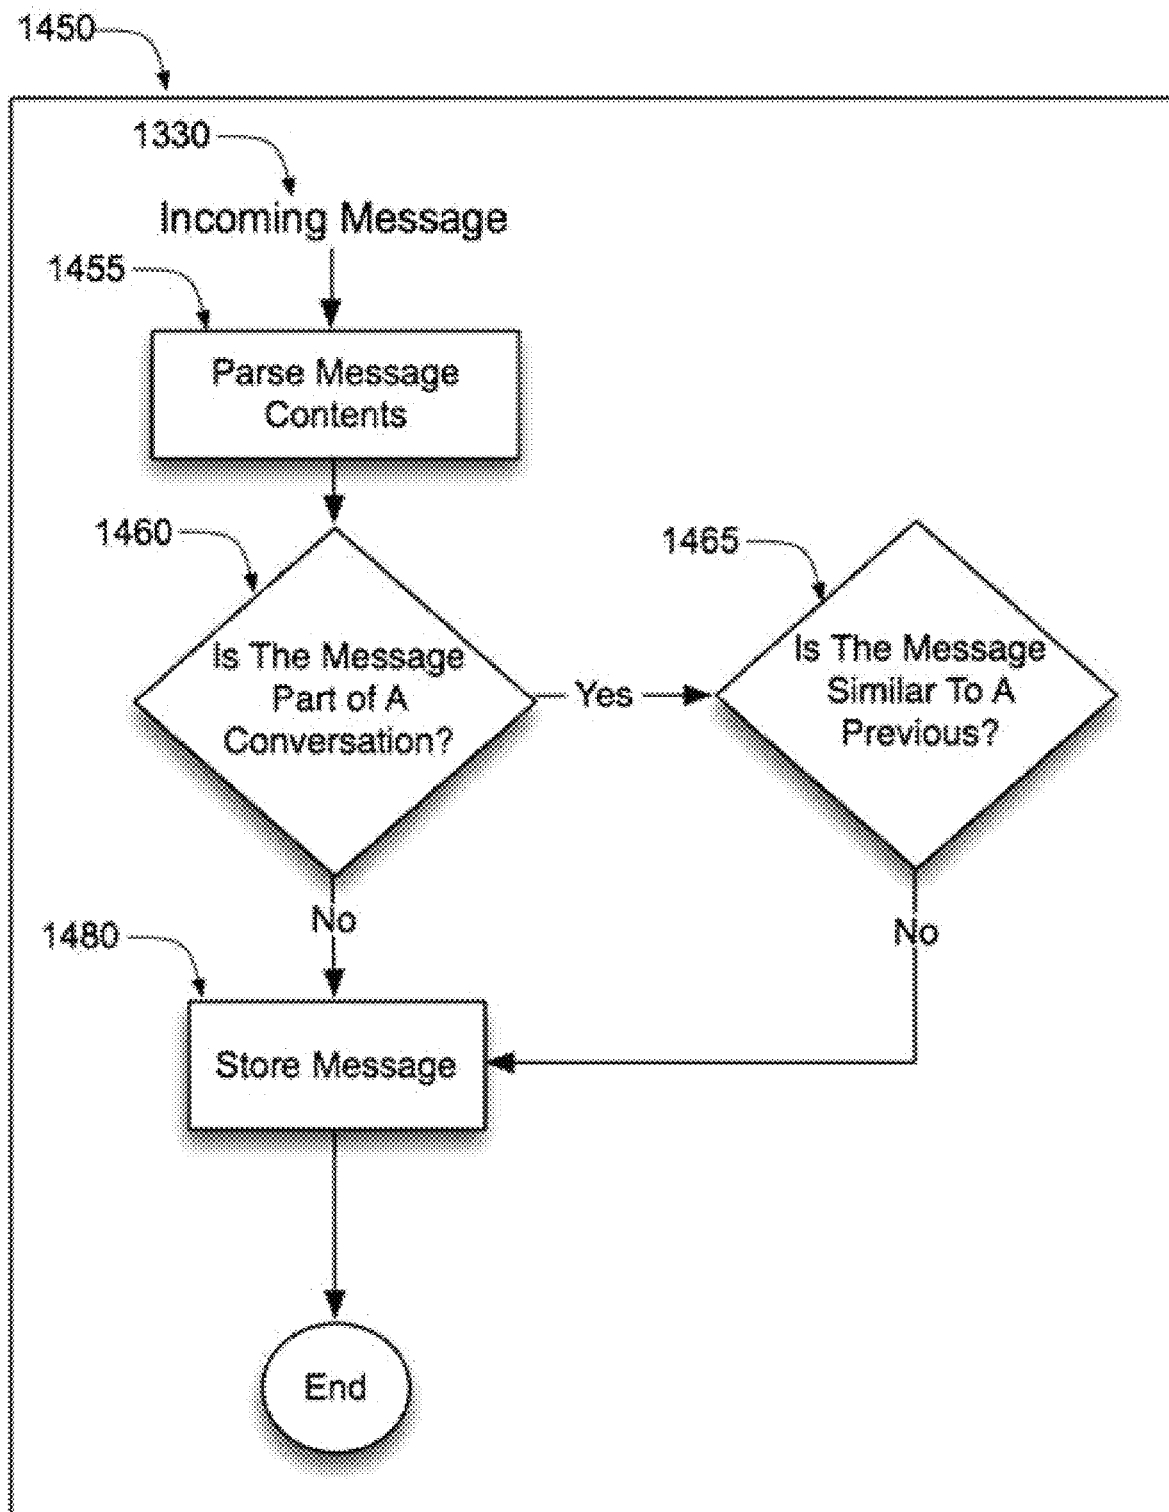 1450
1330
Incoming Message
1455
Parse Message
Contents
1460
Is The Message
Part of A
Conversation?
Yes
1465
Is The Message
Similar To A
Previous?
No
No
1480
Store Message
End